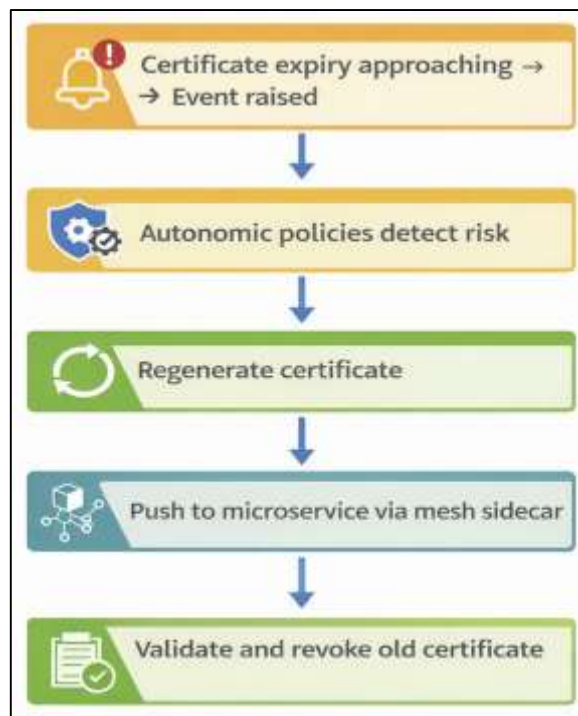 Certificate expiry approaching →
→ Event raised
Autonomic policies detect risk
Regenerate certificate
Push to microservice via mesh sidecar
Validate and revoke old certificate